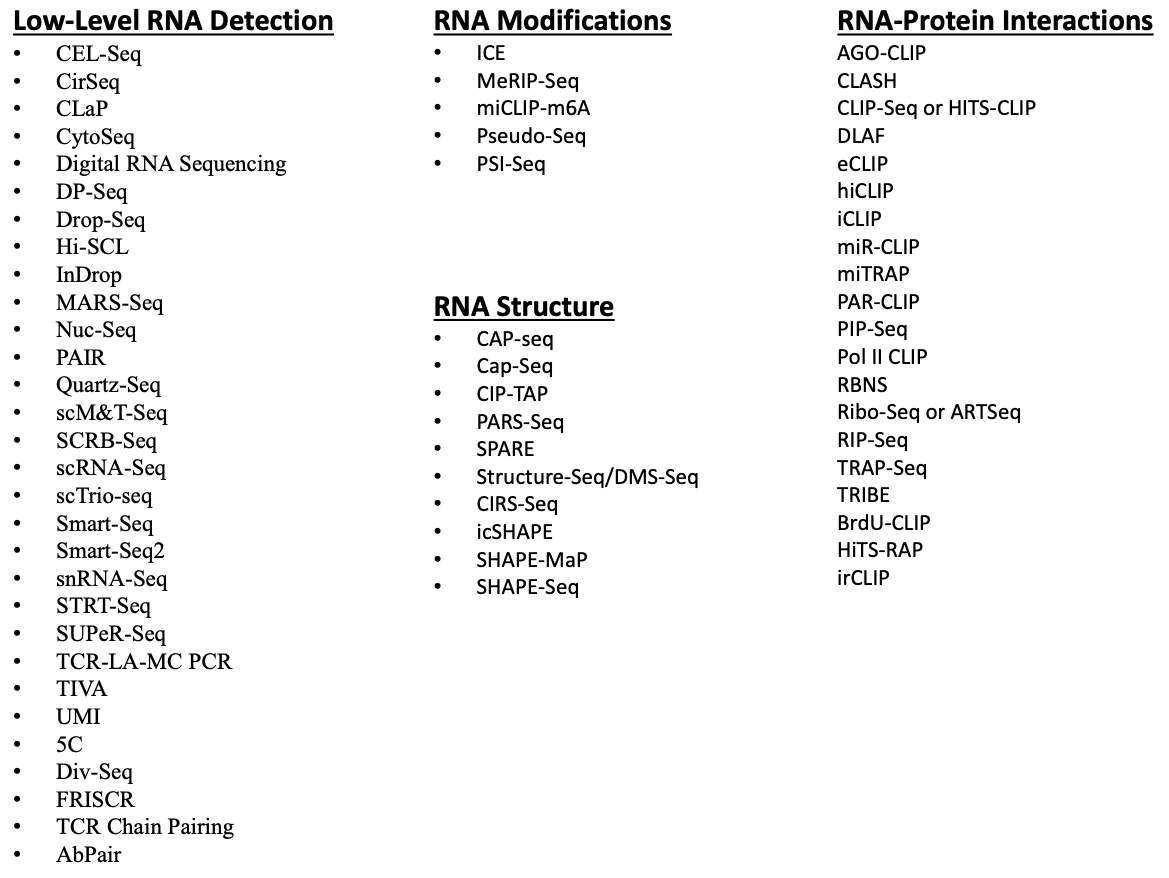 Low-Level RNA Detection
• CEL-Seq
• CirSeq
• CLaP
• CytoSeq
• Digital RNA Sequencing
• DP-Seq
• Drop-Seq
• Hi-SCL
• InDrop
• MARS-Seq
• Nuc-Seq
• PAIR
• Quartz-Seq
• scM&T-Seq
• SCRB-Seq
• scRNA-Seq
• scTrio-seq
• Smart-Seq
• Smart-Seq2
• snRNA-Seq
• STRT-Seq
• SUPeR-Seq
• TCR-LA-MC PCR
• TIVA
• UMI
• 5C
• Div-Seq
• FRISCR
• TCR Chain Pairing
• AbPair
RNA Modifications
• ICE
• MeRIP-Seq
• miCLIP-m6A
• Pseudo-Seq
• PSI-Seq
RNA Structure
• CAP-seq
• Cap-Seq
• CIP-TAP
• PARS-Seq
• SPARE
• Structure-Seq/DMS-Seq
• CIRS-Seq
• icSHAPE
• SHAPE-MaP
• SHAPE-Seq
RNA-Protein Interactions
AGO-CLIP
CLASH
CLIP-Seq or HITS-CLIP
DLAF
eCLIP
hiCLIP
iCLIP
miR-CLIP
miTRAP
PAR-CLIP
PIP-Seq
Pol II CLIP
RBNS
Ribo-Seq or ARTSeq
RIP-Seq
TRAP-Seq
TRIBE
BrdU-CLIP
HiTS-RAP
irCLIP